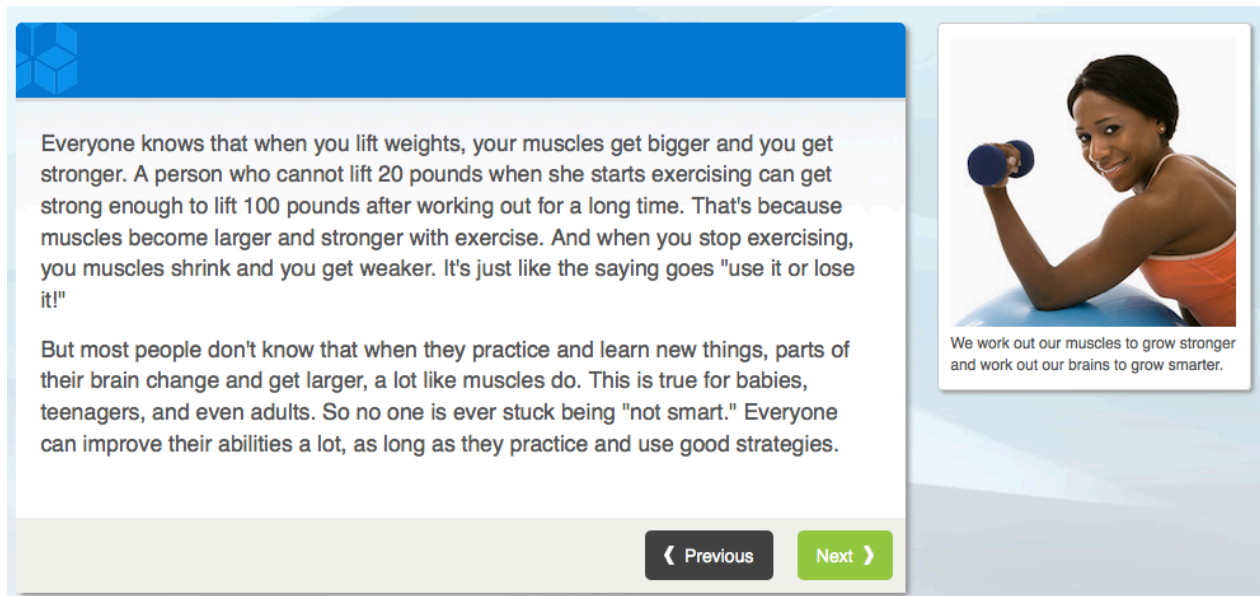 Everyone knows that when you lift weights, your muscles get bigger and you get
stronger. A person who cannot lift 20 pounds when she starts exercising can get
strong enough to lift 100 pounds after working out for a long time. That's because
muscles become larger and stronger with exercise. And when you stop exercising,
you muscles shrink and you get weaker. It's just like the saying goes "use it or lose
it!"
But most people don't know that when they practice and learn new things, parts of
their brain change and get larger, a lot like muscles do. This is true for babies,
teenagers, and even adults. So no one is ever stuck being "not smart." Everyone
can improve their abilities a lot, as long as they practice and use good strategies.
Previous
Next
We work out our muscles to grow stronger
and work out our brains to grow smarter.